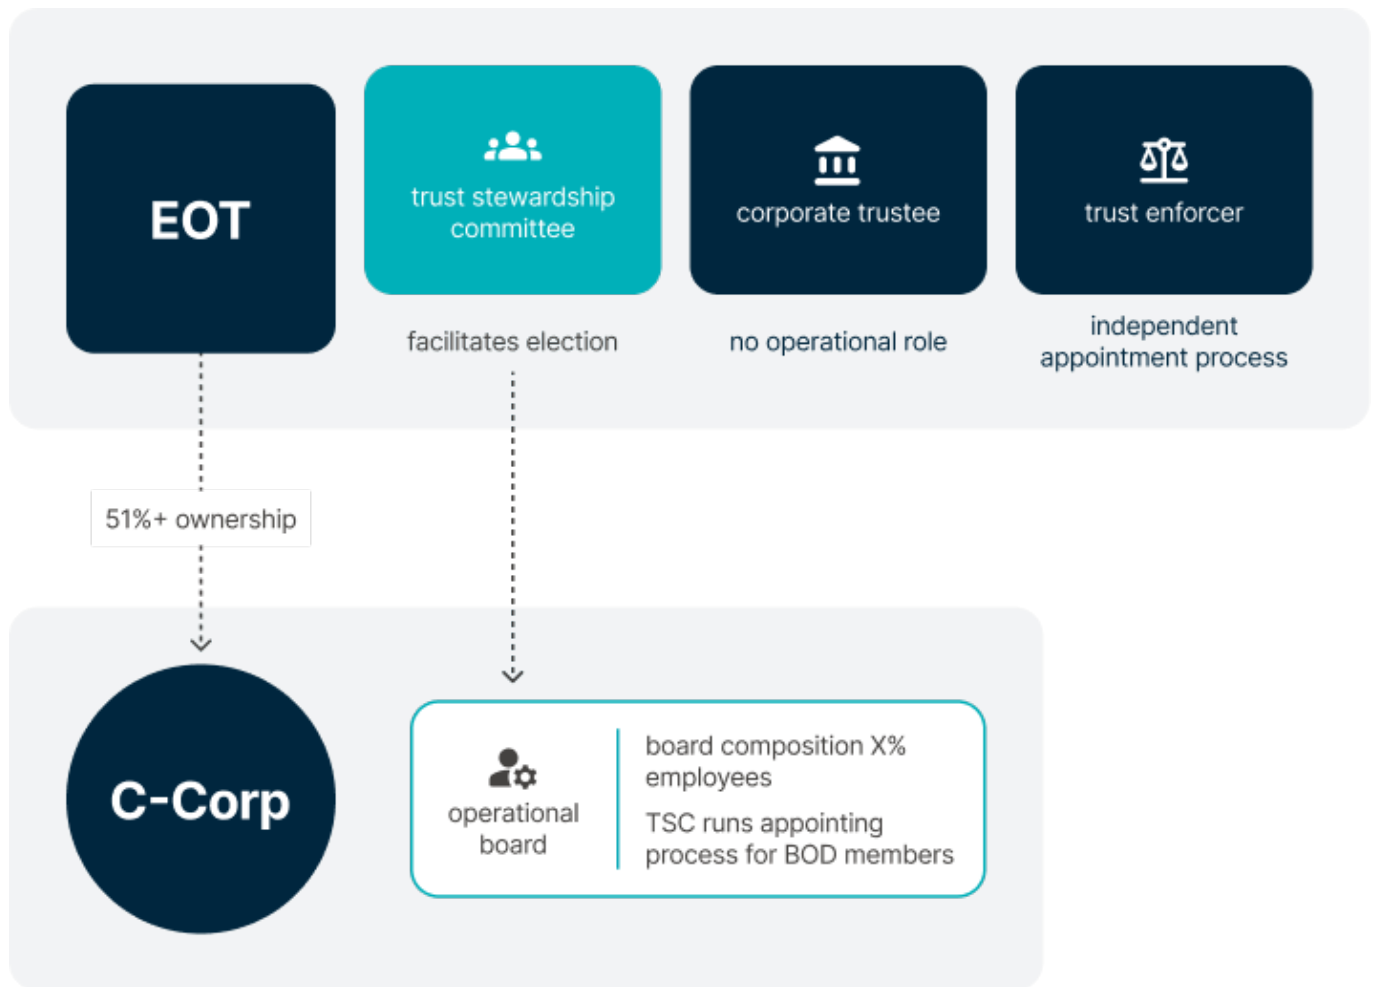 EOT
trust stewardship
committee
facilitates election
corporate trustee
no operational role
trust enforcer
independent
appointment process
51%+ ownership
C-Corp
operational
board
board composition X%
employees
TSC runs appointing
process for BOD members